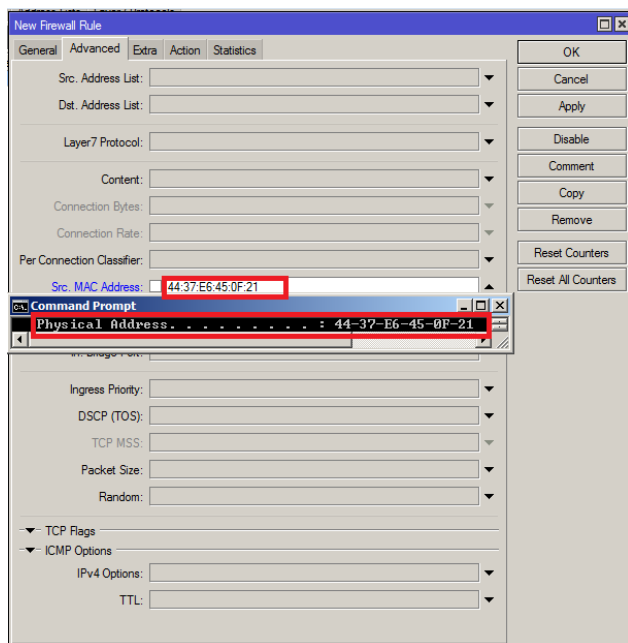 New Firewall Rule
General Advanced Extra Action Statistics
OK
Src. Address List:
Cancel
Dst. Address List:
Apply
Layer7 Protocol:
Disable
Comment
Content:
Copy
Connection Bytes:
Remove
Connection Rate:
Per Connection Classifier:
Reset Counters
Src. MAC Address: 44:37:E6:45:0F:21
Reset All Counters
Command Prompt
Physical Address. . . . . . . . . : 44-37-E6-45-0F-21
Ingress Priority:
DSCP (TOS):
TCP MSS:
Packet Size:
Random:
TCP Flags
ICMP Options
IPv4 Options:
TTL: